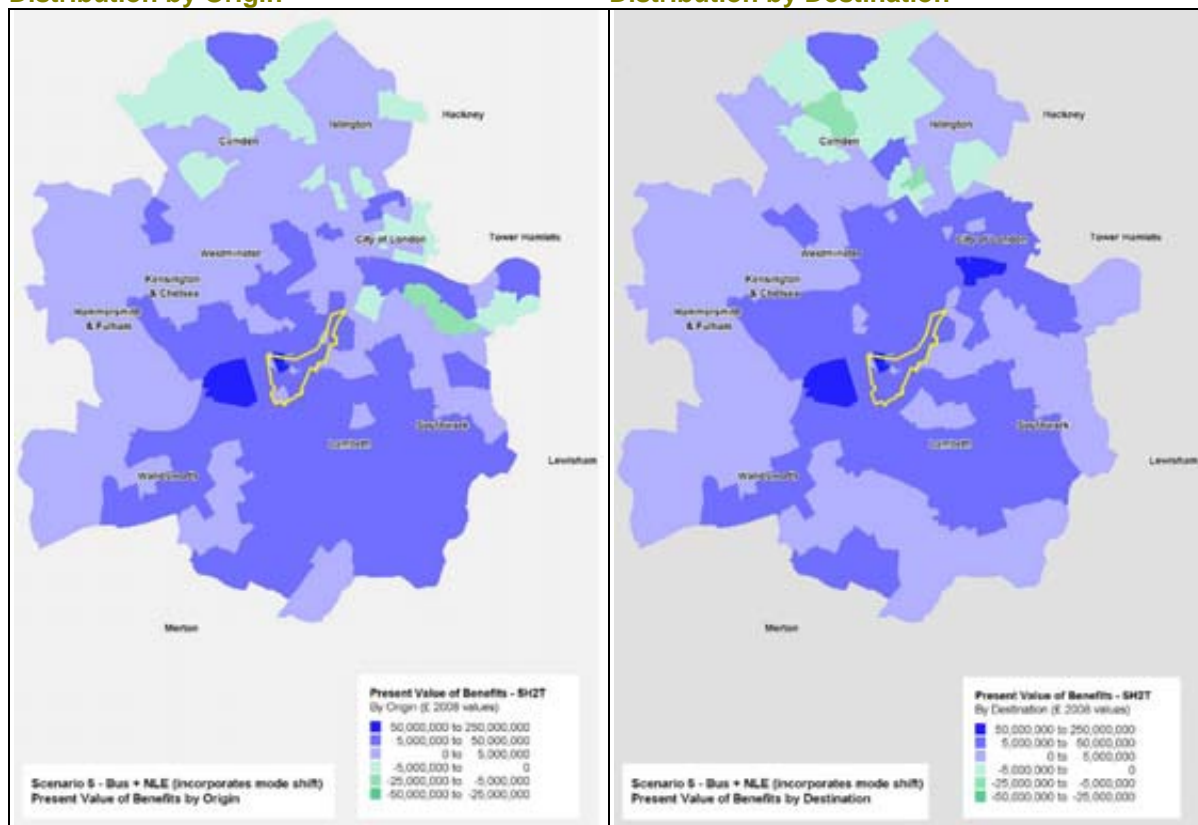 Distribution by Origin
Distribution by Destination
Hackney
Islington
Camden
City of London
Tower Hamlets
Westminster
Kensington
& Chelsea
Hammersmith
& Fulham
Southwark
Lambeth
Lewisham
Wandsworth
Merton
Present Value of Benefits - SH2T
By Origin (£ 2008 values)
50,000,000 to 250,000,000
5,000,000 to 50,000,000
0 to 5,000,000
-5,000,000 to 0
-25,000,000 to -5,000,000
-50,000,000 to -25,000,000
Scenario 5 - Bus + NLE (incorporates mode shift)
Present Value of Benefits by Origin
Hackney
Islington
Camden
City of London
Tower Hamlets
Westminster
Kensington
& Chelsea
Hammersmith
& Fulham
Southwark
Lambeth
Lewisham
Wandsworth
Merton
Present Value of Benefits - SH2T
By Destination (£ 2008 values)
50,000,000 to 250,000,000
5,000,000 to 50,000,000
0 to 5,000,000
-5,000,000 to 0
-25,000,000 to -5,000,000
-50,000,000 to -25,000,000
Scenario 5 - Bus + NLE (incorporates mode shift)
Present Value of Benefits by Destination